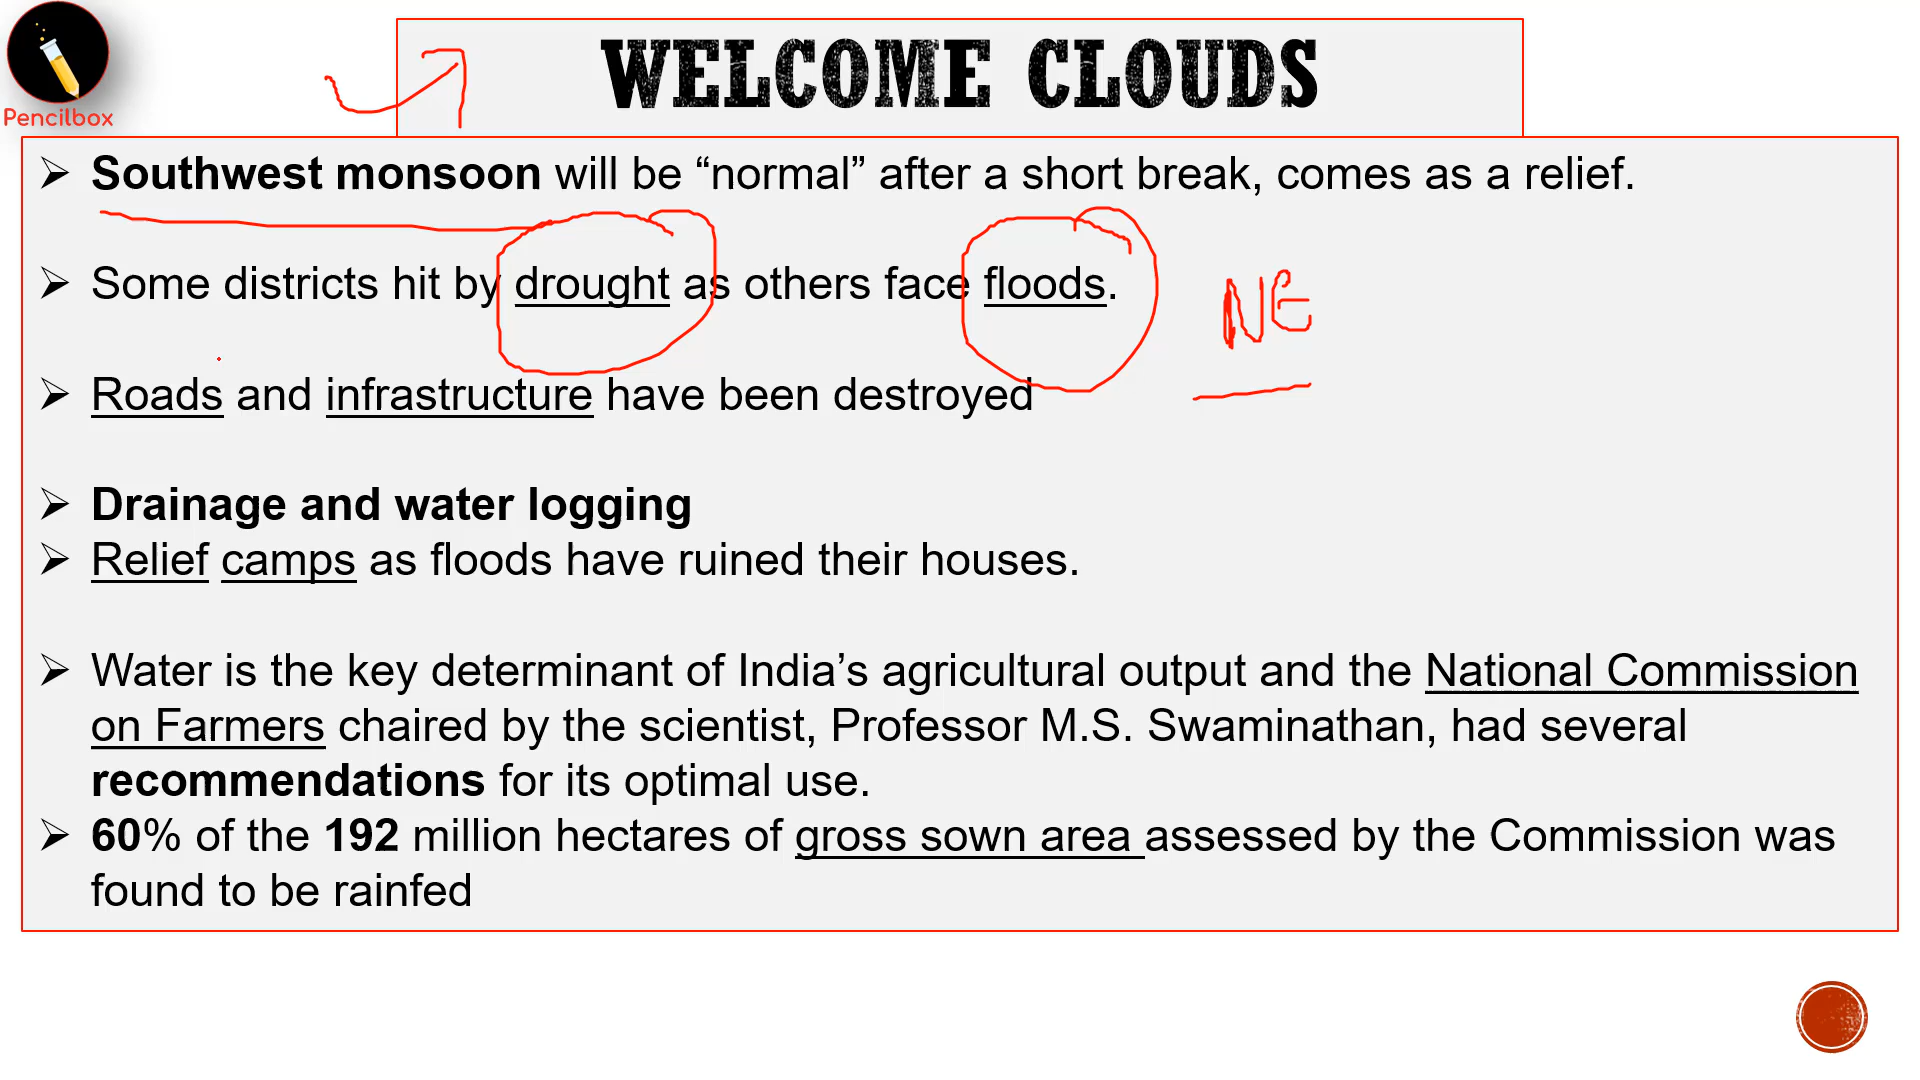 Pencilbox
WELCOME CLOUDS
➢ Southwest monsoon will be “normal” after a short break, comes as a relief.
➢ Some districts hit by drought as others face floods.
NE
➢ Roads and infrastructure have been destroyed
➢ Drainage and water logging
➢ Relief camps as floods have ruined their houses.
➢ Water is the key determinant of India’s agricultural output and the National Commission
on Farmers chaired by the scientist, Professor M.S. Swaminathan, had several
recommendations for its optimal use.
➢ 60% of the 192 million hectares of gross sown area assessed by the Commission was
found to be rainfed